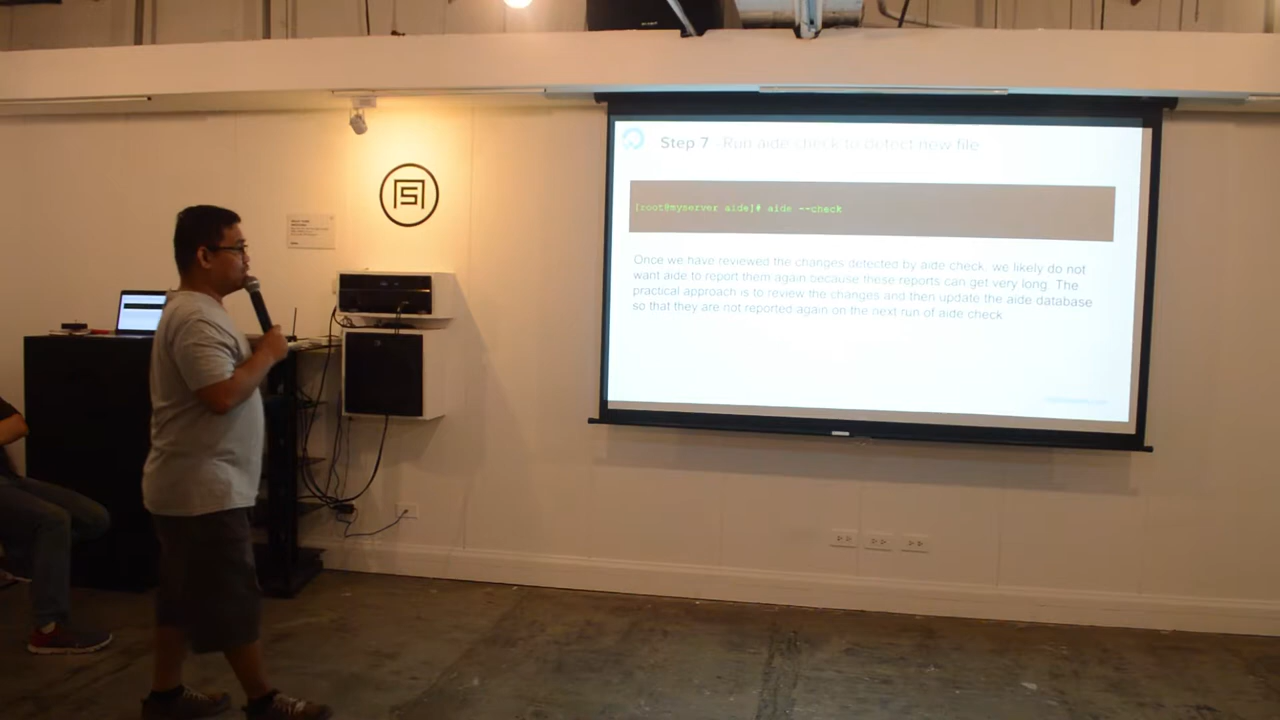 Step 7 - Run aide check to Detect new file
[root@myserver aide]# aide --check
Once we have reviewed the changes detected by aide check, we likely do not
want aide to report them again because these reports can get very long. The
practical approach is to review the changes and then update the aide database
so that they are not reported again on the next run of aide check